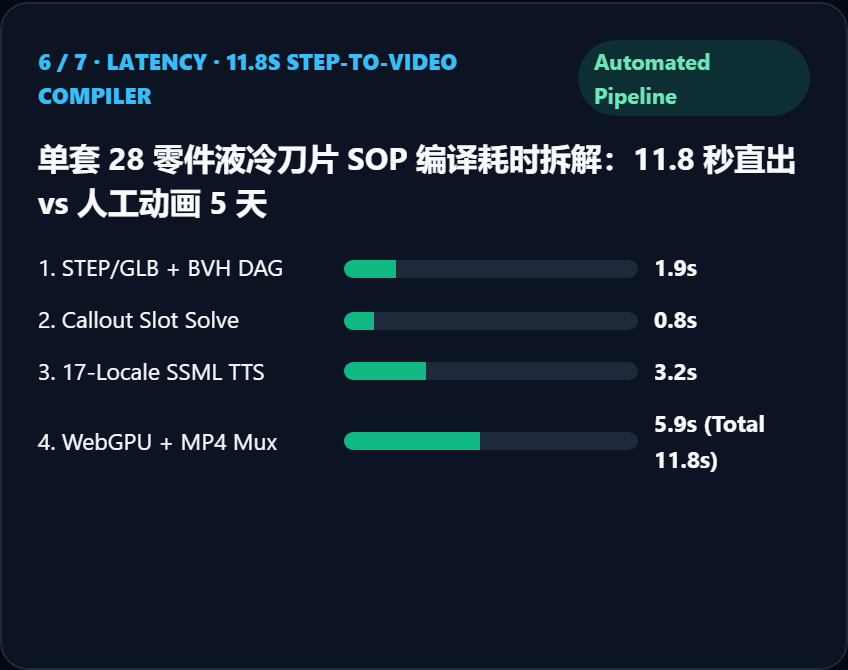 6 / 7 · LATENCY · 11.8S STEP-TO-VIDEO
COMPILER
Automated
Pipeline
单套 28 零件液冷刀片 SOP 编译耗时拆解：11.8 秒直出
vs 人工动画 5 天
1. STEP/GLB + BVH DAG 1.9s
2. Callout Slot Solve 0.8s
3. 17-Locale SSML TTS 3.2s
4. WebGPU + MP4 Mux 5.9s (Total
11.8s)